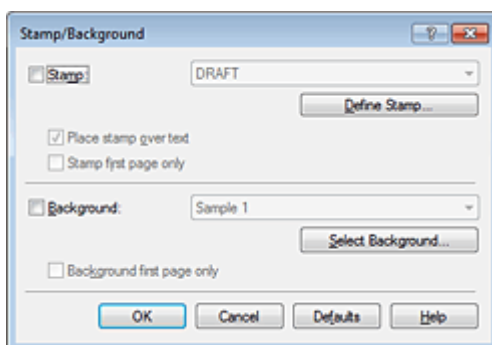 Stamp/Background
Stamp: DRAFT
Define Stamp...
Place stamp over text
Stamp first page only
Background: Sample 1
Select Background...
Background first page only
OK Cancel Defaults Help